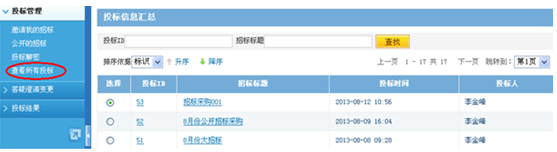 投标管理
邀请我的招标
公开的招标
投标解密
查看所有投标
答疑澄清变更
投标结果
投标信息汇总
投标ID 招标标题 查找
排序依据 标识 升序 降序 上一页 1 - 17 共 17 下一页 跳转到: 第1页
选择 投标ID 招标标题 投标时间 投标人
53 招标采购001 2013-08-12 10:56 李金峰
52 8月份公开招标采购 2013-08-09 16:04 李金峰
51 8月份大招标 2013-08-08 09:28 李金峰